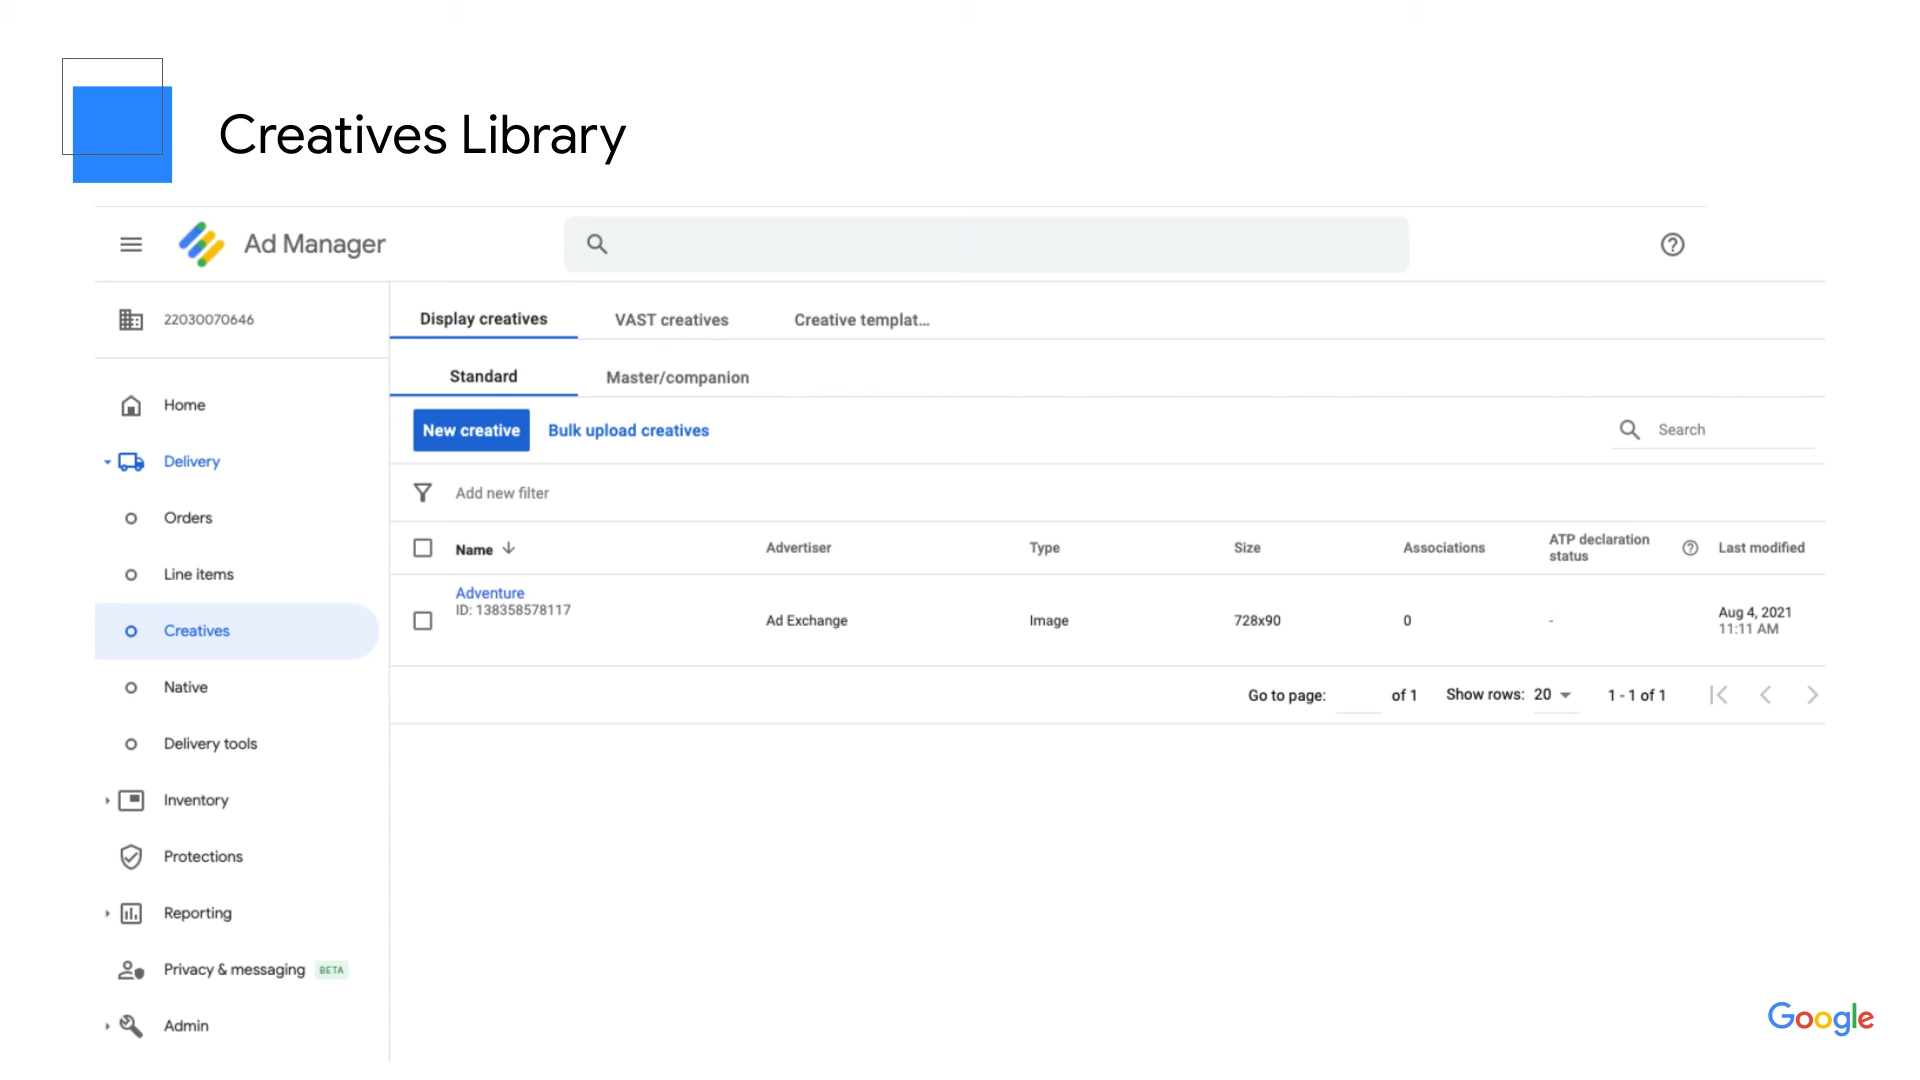 Creatives Library
Ad Manager
22030070646
Display creatives
VAST creatives
Creative templat...
Standard
Master/companion
New creative
Bulk upload creatives
Search
Add new filter
Name
Advertiser
Type
Size
Associations
ATP declaration
status
Last modified
Adventure
ID: 138358578117
Ad Exchange
Image
728x90
0
-
Aug 4, 2021
11:11 AM
Go to page:
of 1
Show rows: 20
1 - 1 of 1
Home
Delivery
Orders
Line items
Creatives
Native
Delivery tools
Inventory
Protections
Reporting
Privacy & messaging BETA
Admin
Google